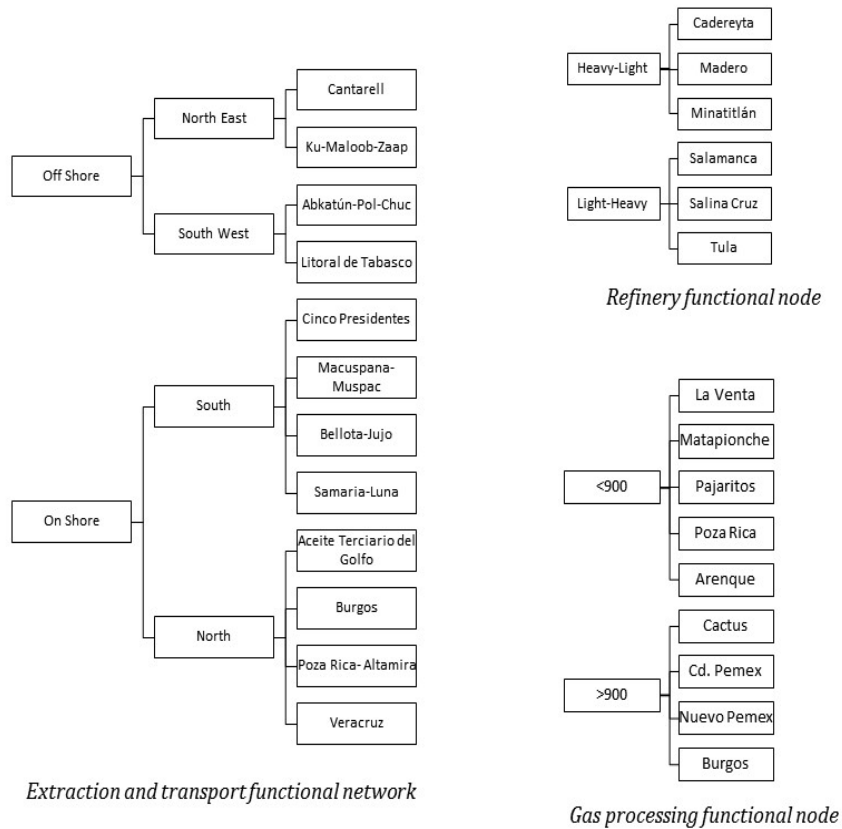 Off Shore
North East
Cantarell
Ku-Maloob-Zaap
South West
Abkatún-Pol-Chuc
Litoral de Tabasco
On Shore
South
Cinco Presidentes
Macuspana-
Muspac
Bellota-Jujo
Samaria-Luna
North
Aceite Terciario del
Golfo
Burgos
Poza Rica- Altamira
Veracruz
Extraction and transport functional network
Heavy-Light
Cadereyta
Madero
Minatitlán
Light-Heavy
Salamanca
Salina Cruz
Tula
Refinery functional node
<900
La Venta
Matapionche
Pajaritos
Poza Rica
Arenque
>900
Cactus
Cd. Pemex
Nuevo Pemex
Burgos
Gas processing functional node